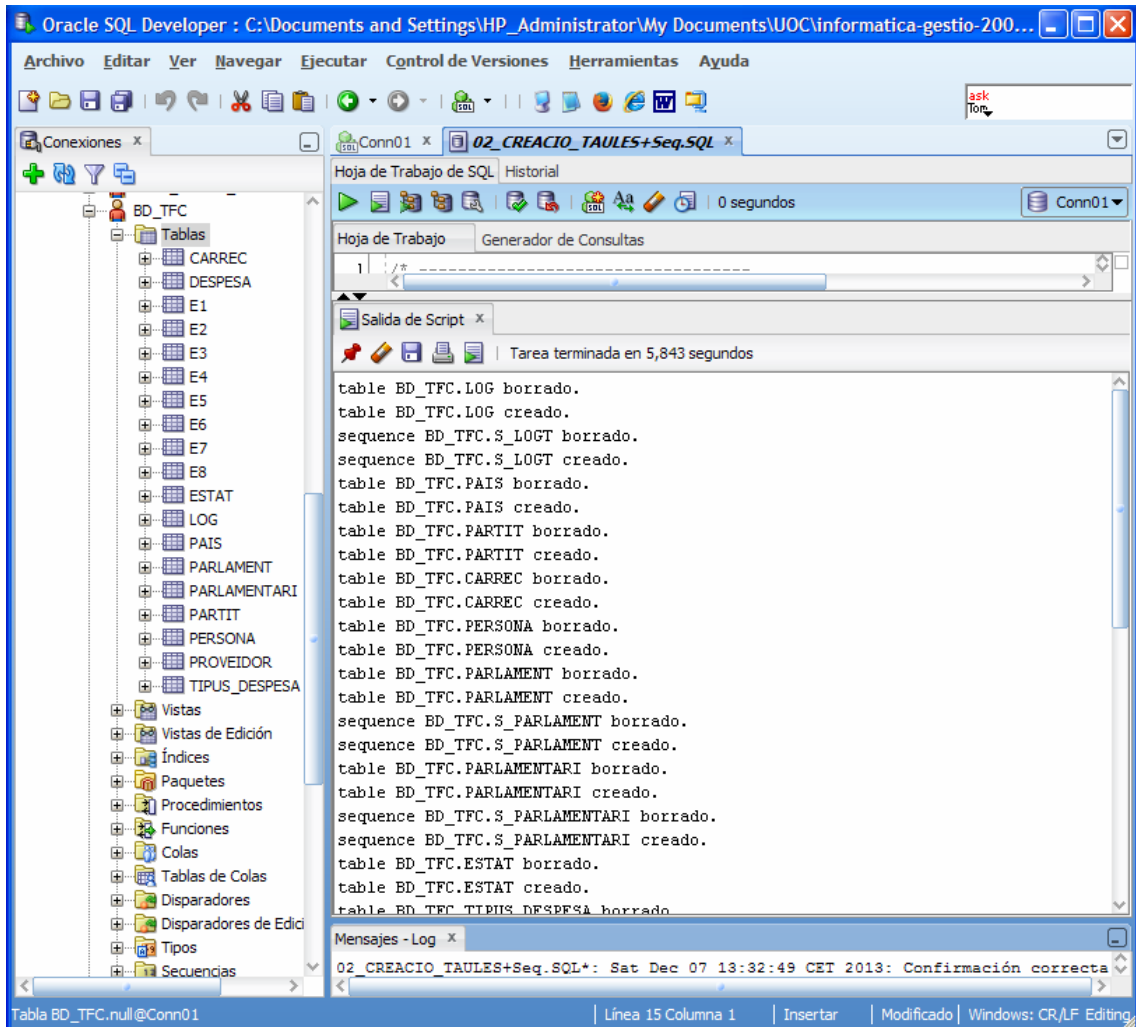 Oracle SQL Developer : C:\Documents and Settings\HP_Administrator\My Documents\UOC\informatica-gestio-200...
Archivo Editar Ver Navegar Ejecutar Control de Versiones Herramientas Ayuda
ask
Tom
Conexiones
BD_TFC
Tablas
CARREC
DESPESA
E1
E2
E3
E4
E5
E6
E7
E8
ESTAT
LOG
PAIS
PARLAMENT
PARLAMENTARI
PARTIT
PERSONA
PROVEIDOR
TIPUS_DESPESA
Vistas
Vistas de Edición
Índices
Paquetes
Procedimientos
Funciones
Colas
Tablas de Colas
Disparadores
Disparadores de Edici
Tipos
Secuencias
Conn01 02_CREACIO_TAULES+Seq.SQL
Hoja de Trabajo de SQL Historial
0 segundos Conn01
Hoja de Trabajo Generador de Consultas
1 /* -----------------------------------
Salida de Script
Tarea terminada en 5,843 segundos
table BD_TFC.LOG borrado.
table BD_TFC.LOG creado.
sequence BD_TFC.S_LOGT borrado.
sequence BD_TFC.S_LOGT creado.
table BD_TFC.PAIS borrado.
table BD_TFC.PAIS creado.
table BD_TFC.PARTIT borrado.
table BD_TFC.PARTIT creado.
table BD_TFC.CARREC borrado.
table BD_TFC.CARREC creado.
table BD_TFC.PERSONA borrado.
table BD_TFC.PERSONA creado.
table BD_TFC.PARLAMENT borrado.
table BD_TFC.PARLAMENT creado.
sequence BD_TFC.S_PARLAMENT borrado.
sequence BD_TFC.S_PARLAMENT creado.
table BD_TFC.PARLAMENTARI borrado.
table BD_TFC.PARLAMENTARI creado.
sequence BD_TFC.S_PARLAMENTARI borrado.
sequence BD_TFC.S_PARLAMENTARI creado.
table BD_TFC.ESTAT borrado.
table BD_TFC.ESTAT creado.
table BD_TFC.TIPUS_DESPESA borrado
Mensajes - Log
02_CREACIO_TAULES+Seq.SQL*: Sat Dec 07 13:32:49 CET 2013: Confirmación correcta
Tabla BD_TFC.null@Conn01 Línea 15 Columna 1 Insertar Modificado Windows: CR/LF Editing